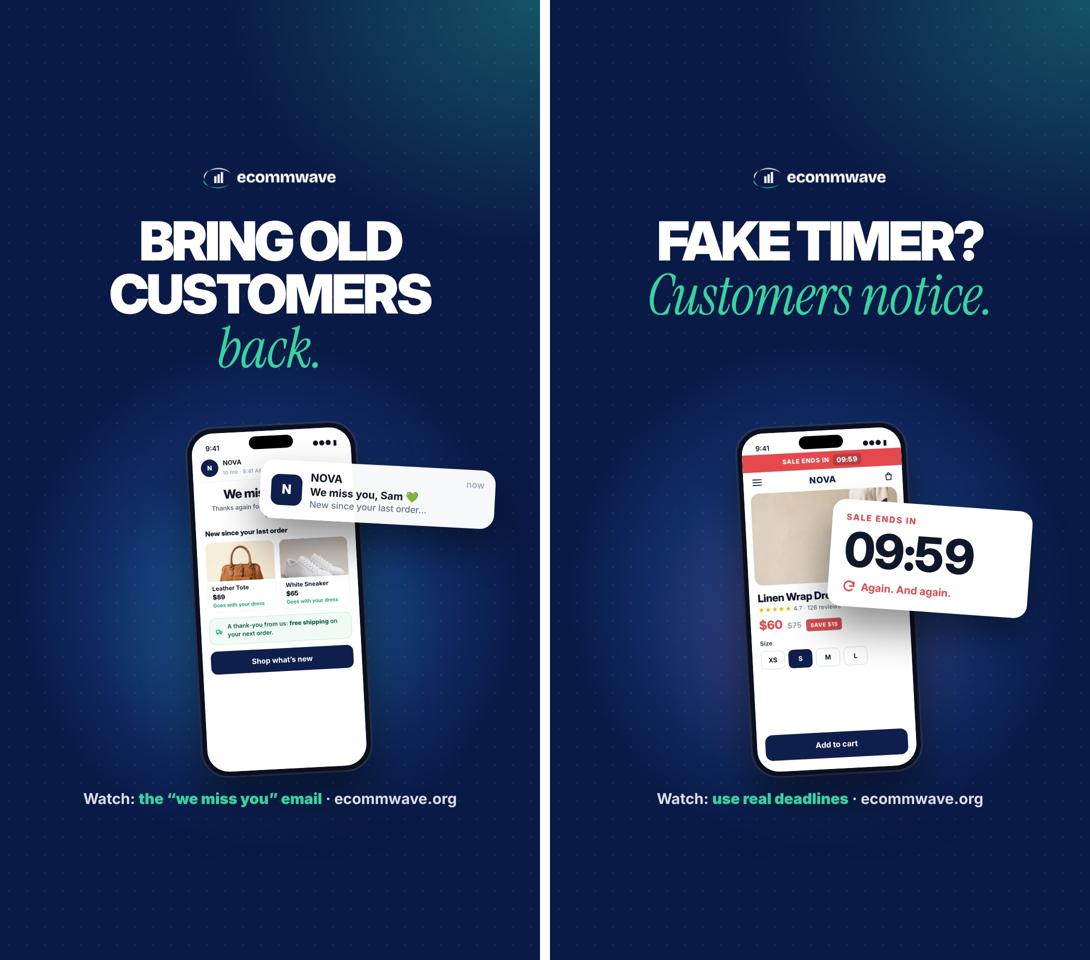 ecommwave
BRING OLD
CUSTOMERS
back.
9:41
N
NOVA
to me · 9:41
N
NOVA
now
We miss you, Sam 💚
New since your last order...
Thanks again
New since your last order
Leather Tote
$89
Goes with your dress
White Sneaker
$65
Goes with your dress
A thank-you from us: free shipping on
your next order.
Shop what's new
Watch: the “we miss you” email · ecommwave.org
ecommwave
FAKE TIMER?
Customers notice.
9:41
SALE ENDS IN 09:59
NOVA
SALE ENDS IN
09:59
Again. And again.
Linen Wrap
★★★★★ 4.7 · 126 reviews
$60 $75 SAVE $15
Size
XS S M L
Add to cart
Watch: use real deadlines · ecommwave.org